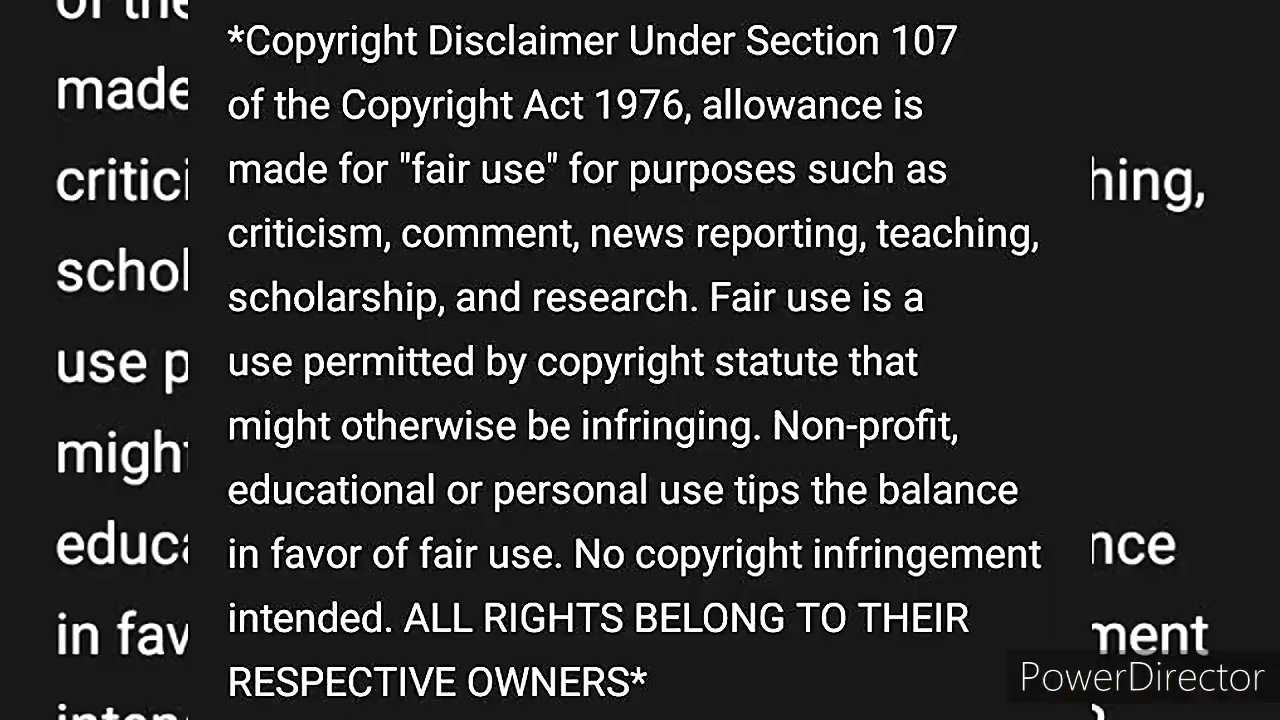 *Copyright Disclaimer Under Section 107
of the Copyright Act 1976, allowance is
made for "fair use" for purposes such as
criticism, comment, news reporting, teaching,
scholarship, and research. Fair use is a
use permitted by copyright statute that
might otherwise be infringing. Non-profit,
educational or personal use tips the balance
in favor of fair use. No copyright infringement
intended. ALL RIGHTS BELONG TO THEIR
RESPECTIVE OWNERS*
PowerDirector